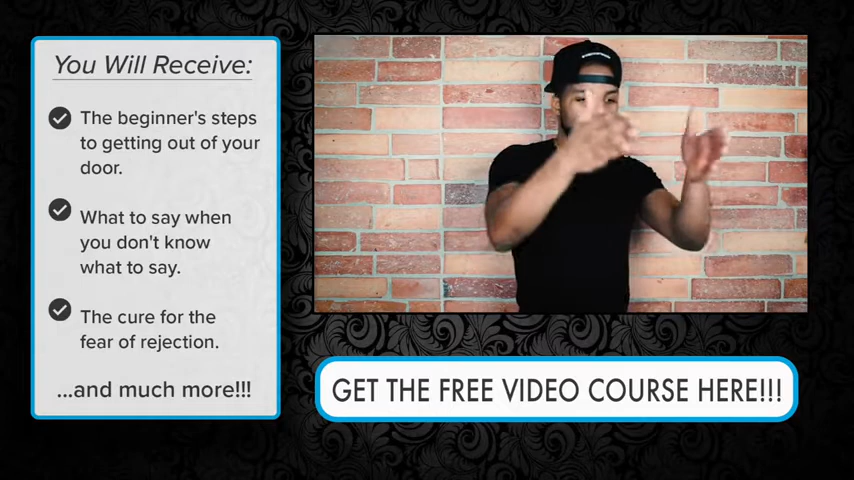 You Will Receive:
The beginner's steps
to getting out of your
door.
What to say when
you don't know
what to say.
The cure for the
fear of rejection.
...and much more!!!
GET THE FREE VIDEO COURSE HERE!!!